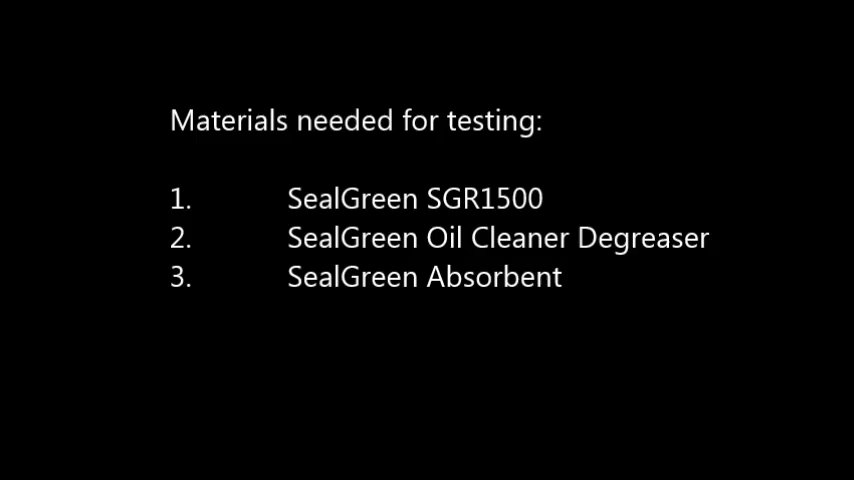 Materials needed for testing:
1. SealGreen SGR1500
2. SealGreen Oil Cleaner Degreaser
3. SealGreen Absorbent